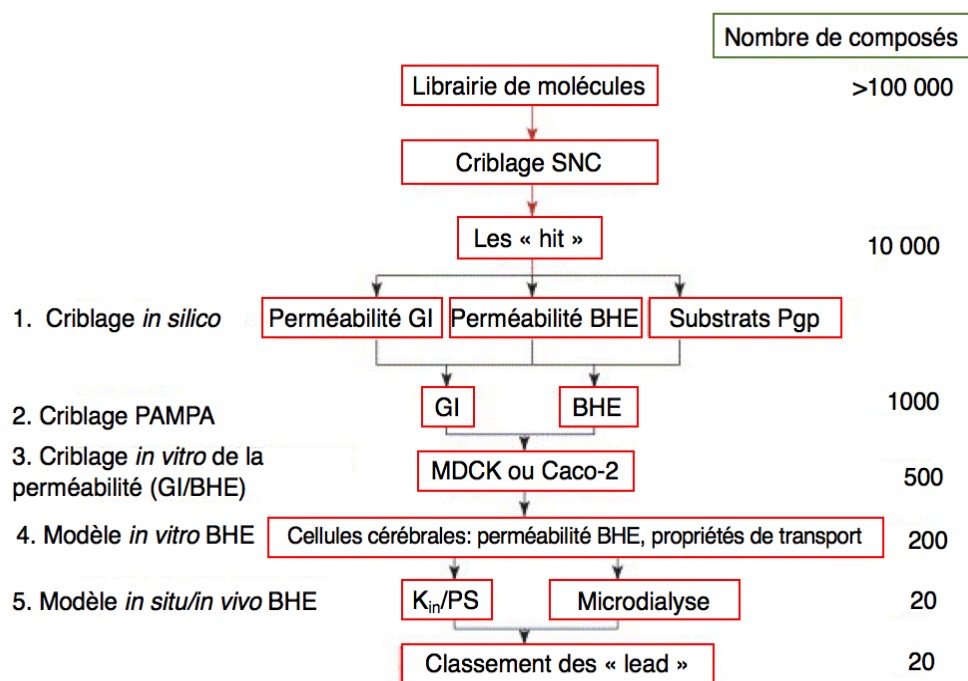 Nombre de composés
Librairie de molécules
>100 000
Criblage SNC
Les « hit »
10 000
1. Criblage in silico
Perméabilité GI
Perméabilité BHE
Substrats Pgp
2. Criblage PAMPA
GI
BHE
1000
3. Criblage in vitro de la
perméabilité (GI/BHE)
MDCK ou Caco-2
500
4. Modèle in vitro BHE
Cellules cérébrales: perméabilité BHE, propriétés de transport
200
5. Modèle in situ/in vivo BHE
Kin/PS
Microdialyse
20
Classement des « lead »
20